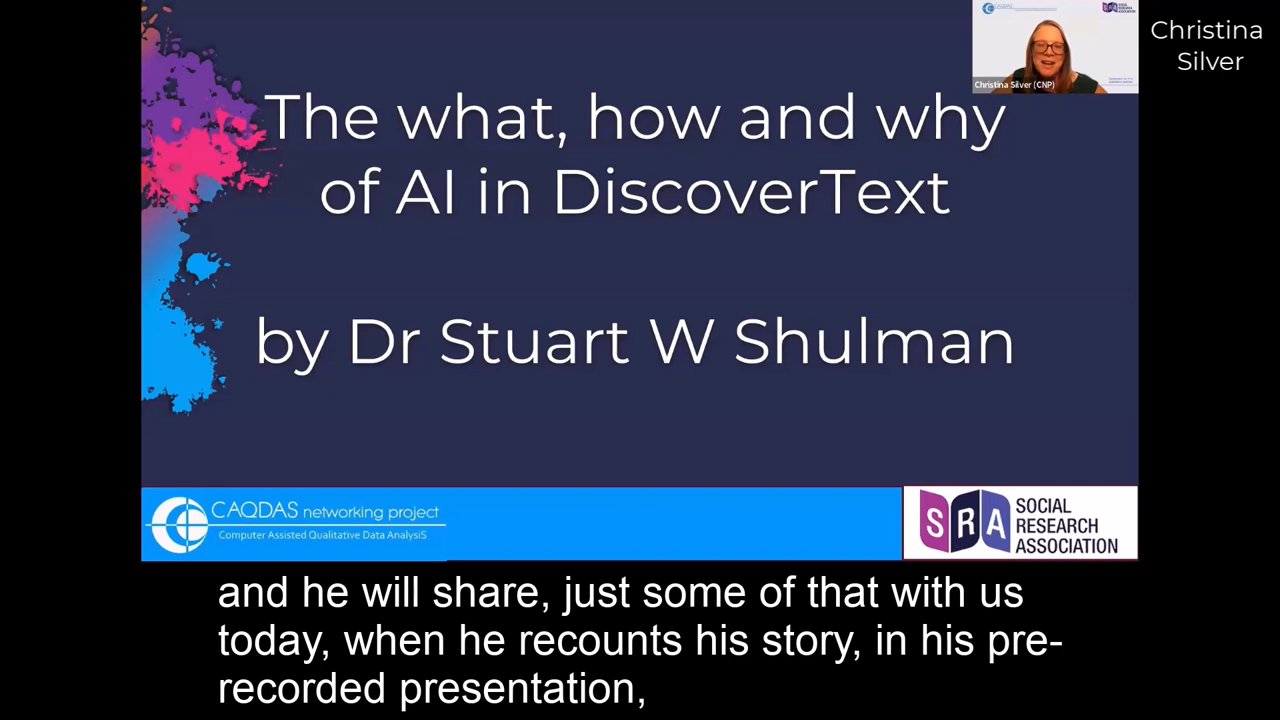 The what, how and why
of AI in DiscoverText
by Dr Stuart W Shulman
Christina Silver (CNP)
Christina
Silver
CAQDAS networking project
Computer Assisted Qualitative Data AnalysiS
SRA
SOCIAL
RESEARCH
ASSOCIATION
and he will share, just some of that with us
today, when he recounts his story, in his pre-
recorded presentation,